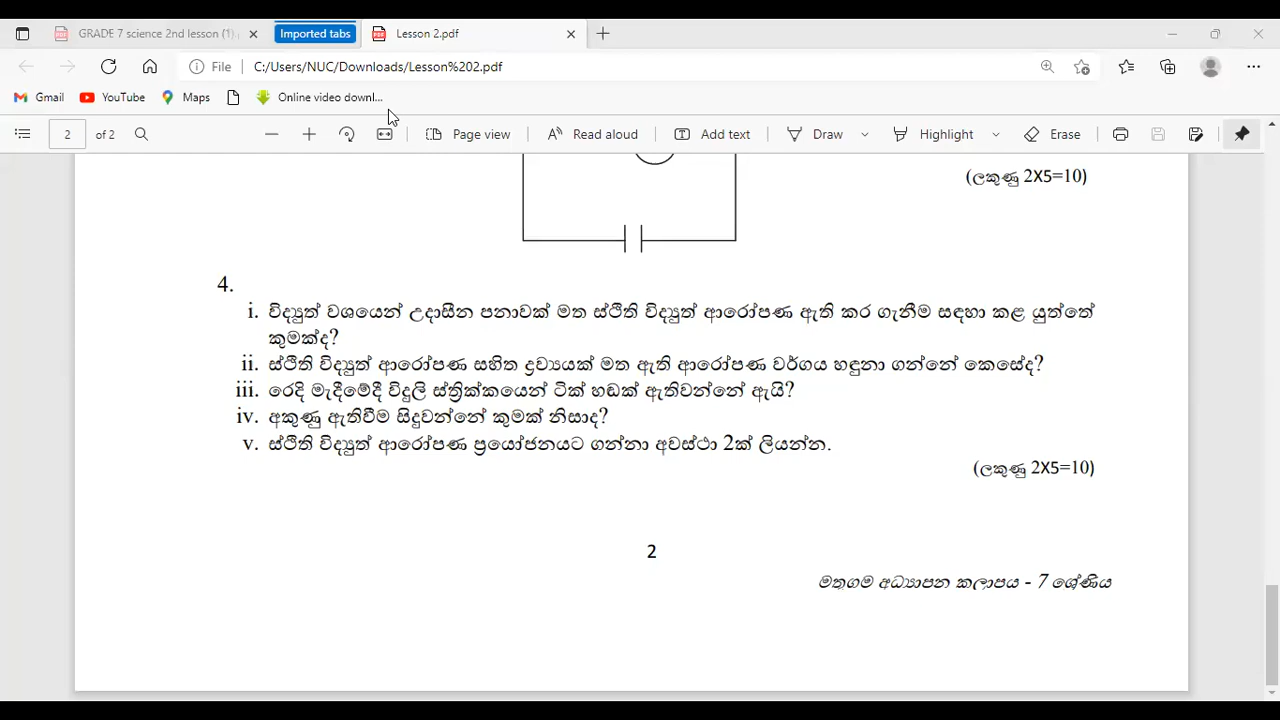 GRADE 7 science 2nd lesson (1)
Imported tabs
Lesson 2.pdf
File
C:/Users/NUC/Downloads/Lesson%202.pdf
Gmail
YouTube
Maps
Online video downl...
2 of 2
Page view
Read aloud
Add text
Draw
Highlight
Erase
(ලකුණු 2X5=10)
4.
i. විද්‍යුත් වශයෙන් උදාසීන පනාවක් මත ස්ථිති විද්‍යුත් ආරෝපණ ඇති කර ගැනීම සඳහා කළ යුත්තේ
කුමක්ද?
ii. ස්ථිති විද්‍යුත් ආරෝපණ සහිත ද්‍රව්‍යයක් මත ඇති ආරෝපණ වර්ගය හඳුනා ගන්නේ කෙසේද?
iii. රෙදි මැදීමේදී විදුලි ස්ත්‍රික්කයෙන් ටික් හඬක් ඇතිවන්නේ ඇයි?
iv. අකුණු ඇතිවීම සිදුවන්නේ කුමක් නිසාද?
v. ස්ථිති විද්‍යුත් ආරෝපණ ප්‍රයෝජනයට ගන්නා අවස්ථා 2ක් ලියන්න.
(ලකුණු 2X5=10)
2
මතුගම අධ්‍යාපන කලාපය - 7 ශ්‍රේණිය